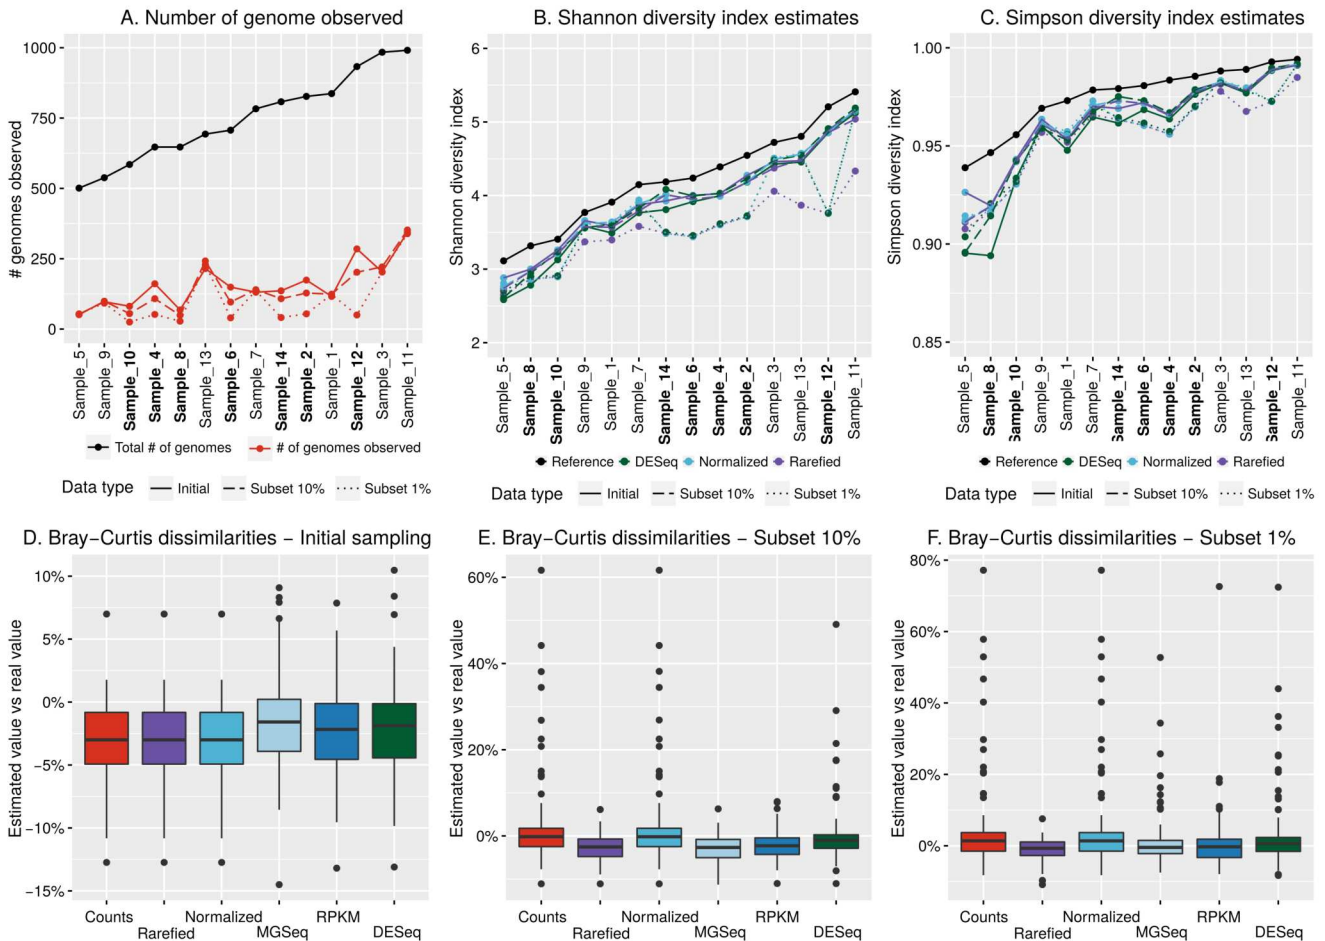 A. Number of genome observed
# genomes observed
1000
750
500
250
0
Sample_5
Sample_9
Sample_10
Sample_4
Sample_8
Sample_13
Sample_6
Sample_7
Sample_14
Sample_2
Sample_1
Sample_12
Sample_3
Sample_11
Total # of genomes # of genomes observed
Data type Initial Subset 10% Subset 1%
B. Shannon diversity index estimates
Shannon diversity index
6
5
4
3
2
Sample_5
Sample_8
Sample_10
Sample_9
Sample_1
Sample_7
Sample_14
Sample_6
Sample_4
Sample_2
Sample_3
Sample_13
Sample_12
Sample_11
Reference DESeq Normalized Rarefied
Data type Initial Subset 10% Subset 1%
C. Simpson diversity index estimates
Simpson diversity index
1.00
0.95
0.90
0.85
Sample_5
Sample_8
Sample_10
Sample_9
Sample_1
Sample_7
Sample_14
Sample_6
Sample_4
Sample_2
Sample_3
Sample_13
Sample_12
Sample_11
Reference DESeq Normalized Rarefied
Data type Initial Subset 10% Subset 1%
D. Bray−Curtis dissimilarities − Initial sampling
Estimated value vs real value
10%
5%
0%
−5%
−10%
−15%
Counts
Rarefied
Normalized
MGSeq
RPKM
DESeq
E. Bray−Curtis dissimilarities − Subset 10%
Estimated value vs real value
60%
40%
20%
0%
Counts
Rarefied
Normalized
MGSeq
RPKM
DESeq
F. Bray−Curtis dissimilarities − Subset 1%
Estimated value vs real value
80%
60%
40%
20%
0%
Counts
Rarefied
Normalized
MGSeq
RPKM
DESeq